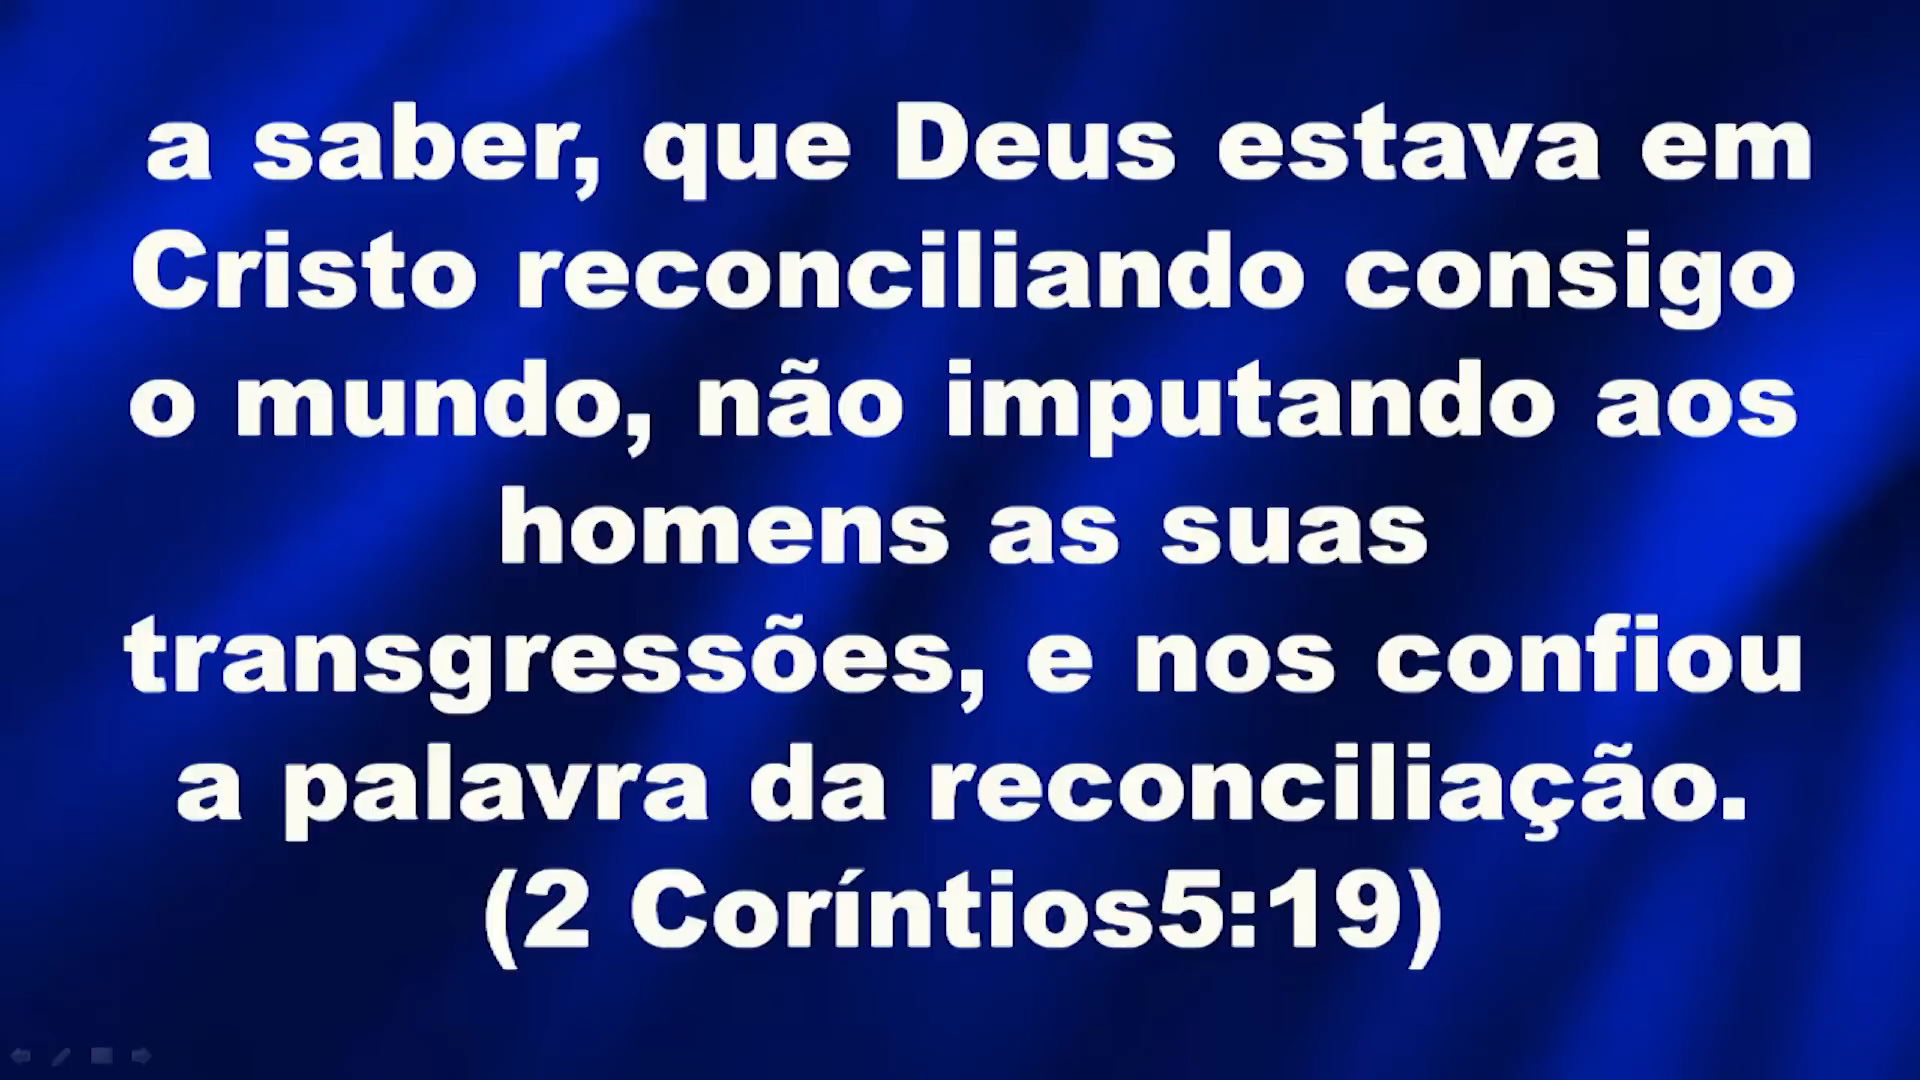 a saber, que Deus estava em
Cristo reconciliando consigo
o mundo, não imputando aos
homens as suas
transgressões, e nos confiou
a palavra da reconciliação.
(2 Coríntios5:19)